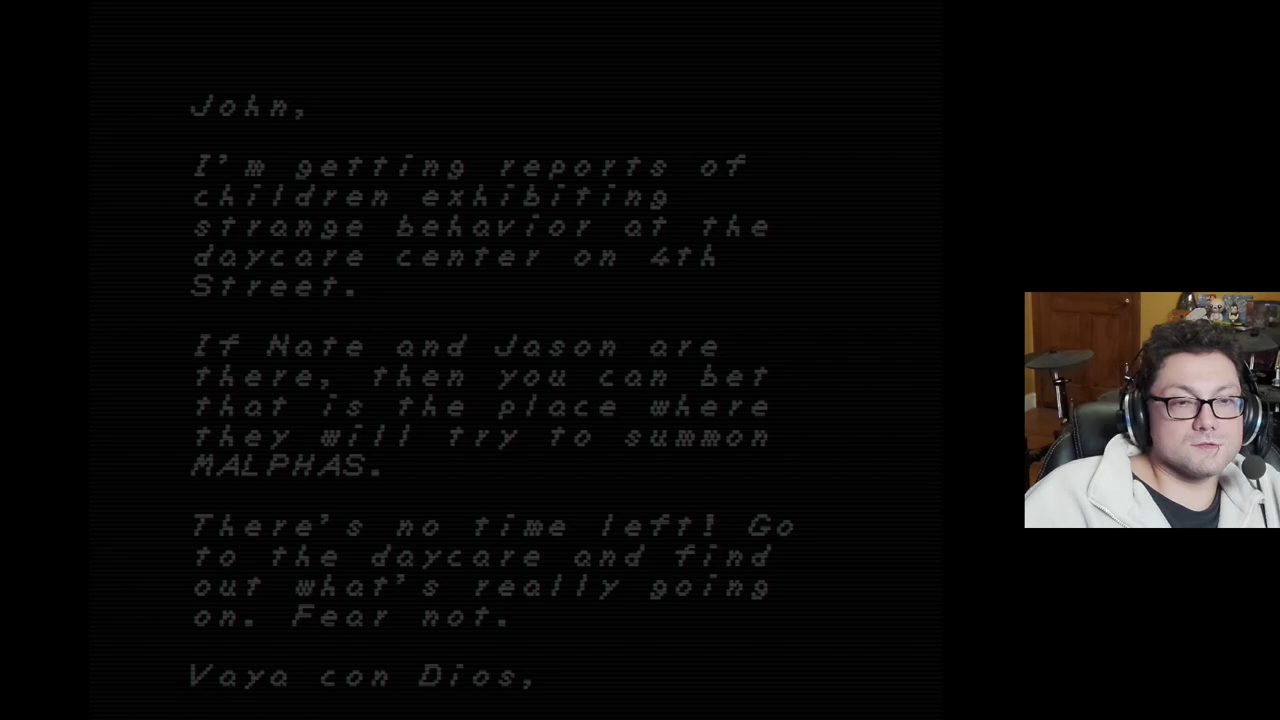 John,
I'm getting reports of
children exhibiting
strange behavior at the
daycare center on 4th
Street.
If Nate and Jason are
there, then you can bet
that is the place where
they will try to summon
MALPHAS.
There's no time left! Go
to the daycare and find
out what's really going
on. Fear not.
Vaya con Dios,